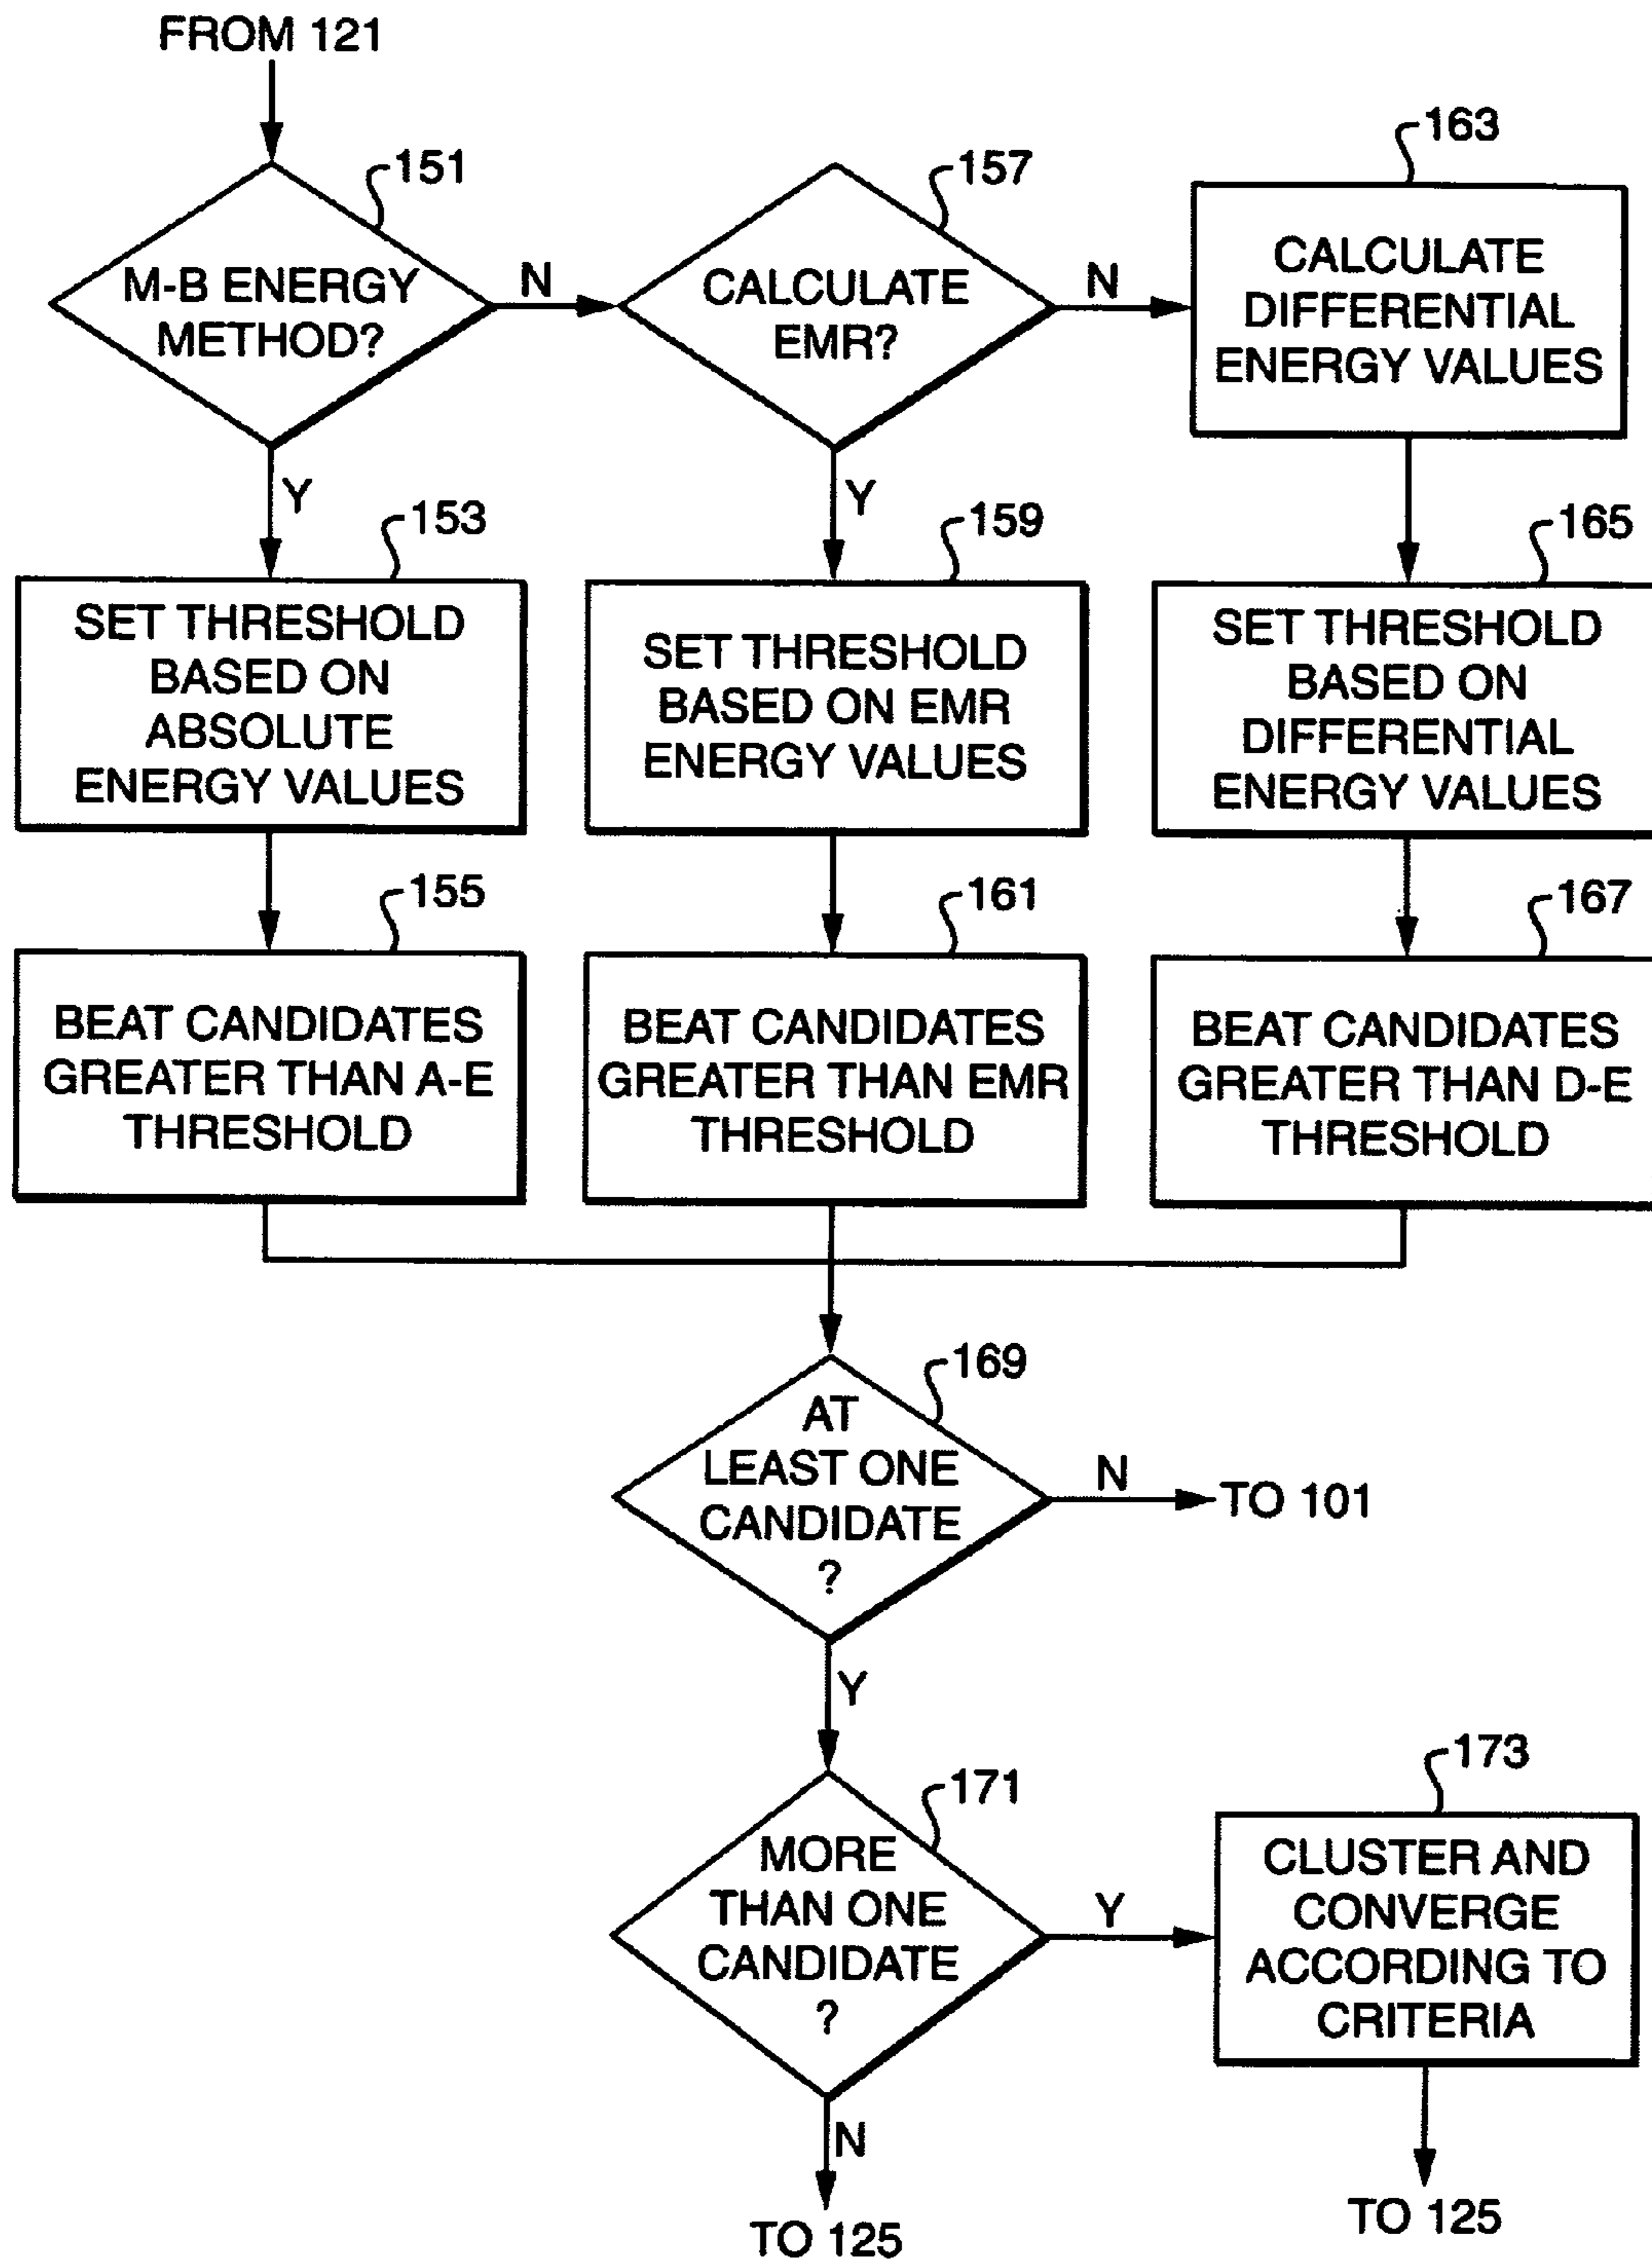 FROM 121
151
M-B ENERGY
METHOD?
N
Y
157
CALCULATE
EMR?
N
Y
163
CALCULATE
DIFFERENTIAL
ENERGY VALUES
153
SET THRESHOLD
BASED ON
ABSOLUTE
ENERGY VALUES
159
SET THRESHOLD
BASED ON EMR
ENERGY VALUES
165
SET THRESHOLD
BASED ON
DIFFERENTIAL
ENERGY VALUES
155
BEAT CANDIDATES
GREATER THAN A-E
THRESHOLD
161
BEAT CANDIDATES
GREATER THAN EMR
THRESHOLD
167
BEAT CANDIDATES
GREATER THAN D-E
THRESHOLD
169
AT
LEAST ONE
CANDIDATE
?
N
TO 101
Y
171
MORE
THAN ONE
CANDIDATE
?
Y
173
CLUSTER AND
CONVERGE
ACCORDING TO
CRITERIA
N
TO 125
TO 125